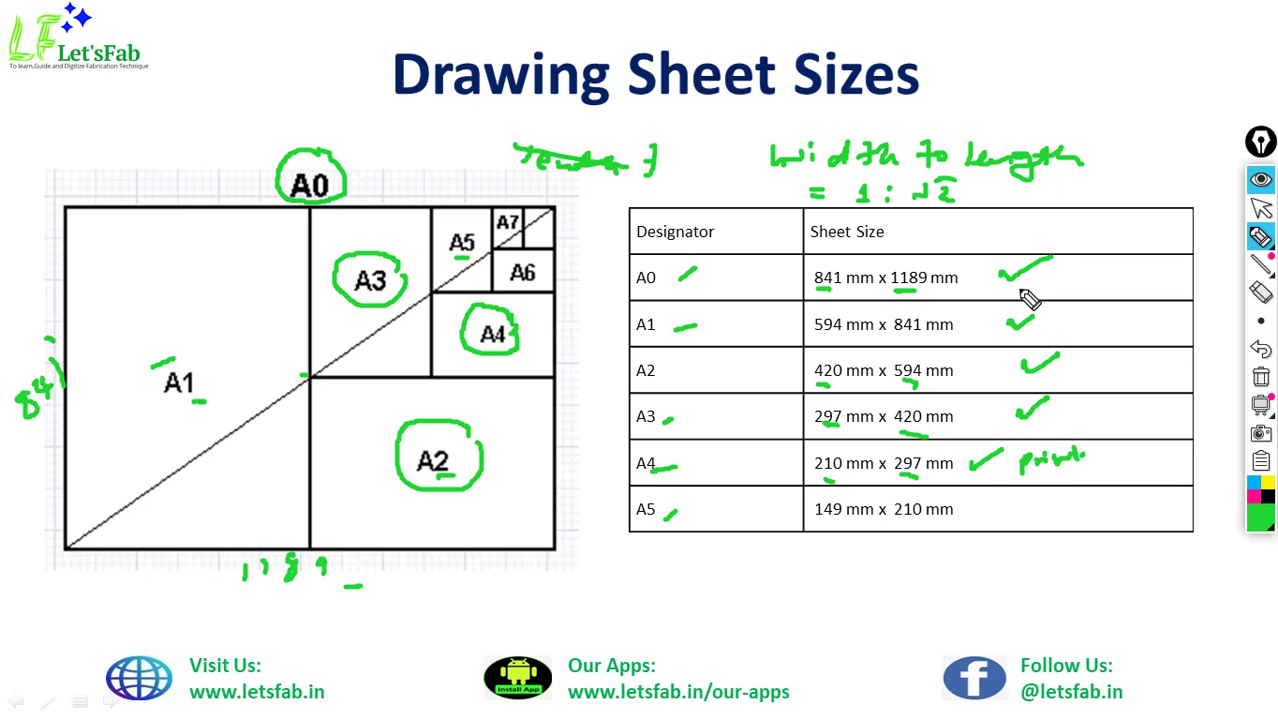 LF
Let'sFab
To learn,Guide and Digitize Fabrication Technique
Drawing Sheet Sizes
width to length
= 1 : √2
A0
A1
A2
A3
A4
A5
A6
A7
841
1189
Designator Sheet Size
A0 841 mm x 1189 mm
A1 594 mm x 841 mm
A2 420 mm x 594 mm
A3 297 mm x 420 mm
A4 210 mm x 297 mm
A5 149 mm x 210 mm
Visit Us:
www.letsfab.in
Install App
Our Apps:
www.letsfab.in/our-apps
Follow Us:
@letsfab.in